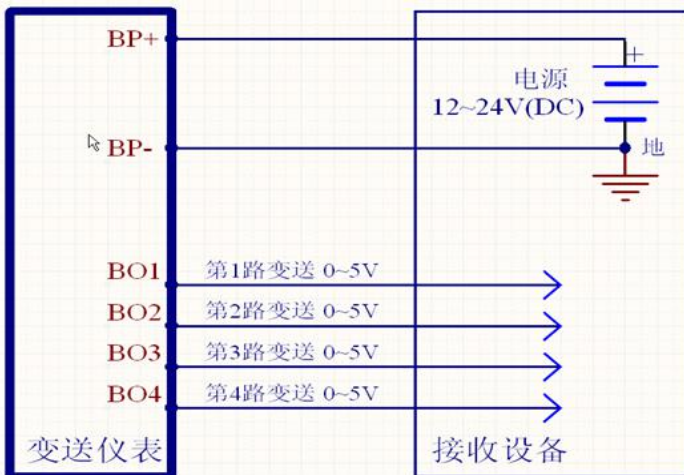 BP+
电源
12~24V(DC)
+
BP-
地
BO1 第1路变送 0~5V
BO2 第2路变送 0~5V
BO3 第3路变送 0~5V
BO4 第4路变送 0~5V
变送仪表
接收设备